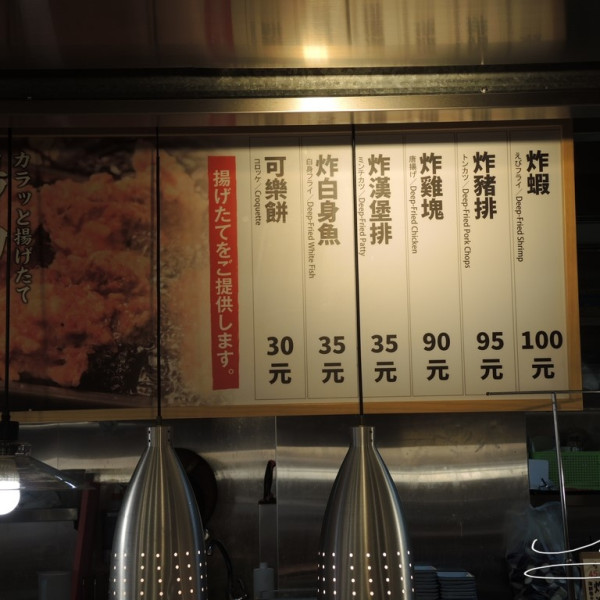 炸蝦
えびフライ/Deep-Fried Shrimp
100元
炸豬排
トンカツ/Deep-Fried Pork Chops
95元
炸雞塊
唐揚げ/Deep-Fried Chicken
90元
炸漢堡排
ミンチカツ/Deep-Fried Patty
35元
炸白身魚
白身フライ/Deep-Fried White Fish
35元
可樂餅
コロッケ/Croquette
30元
揚げたてをご提供します。
カラッと揚げたて